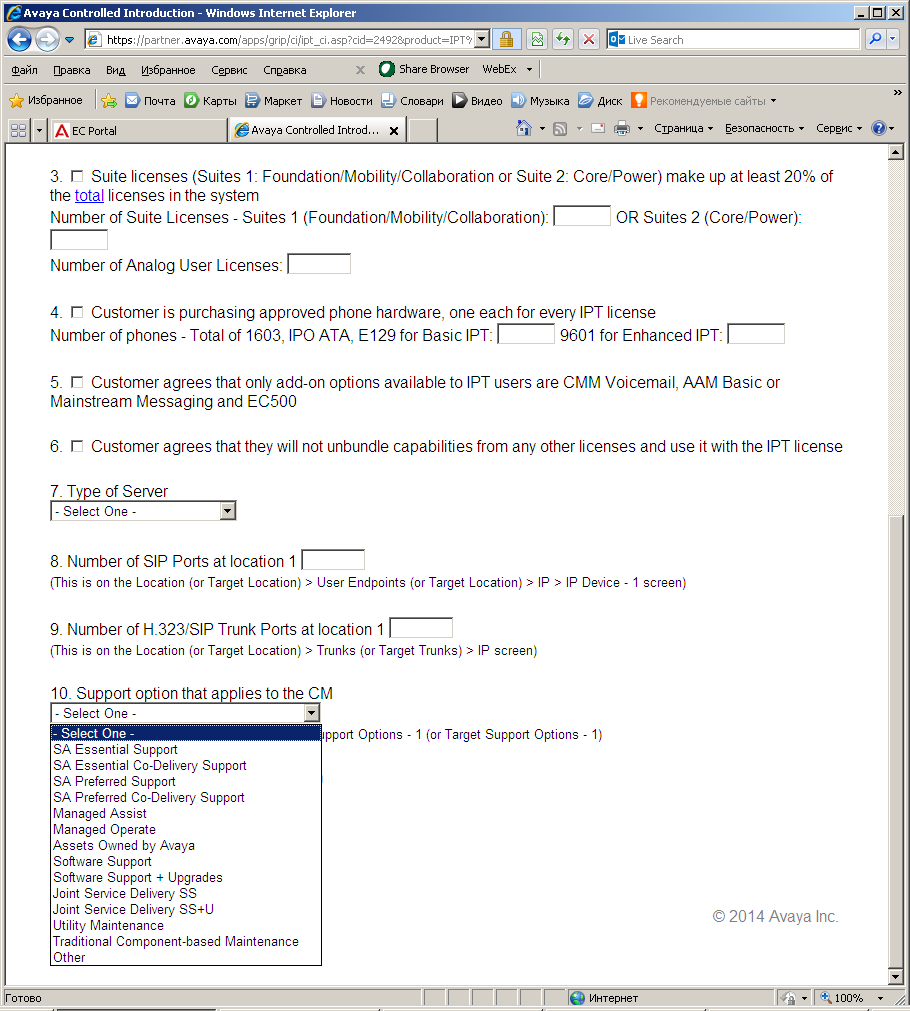 Avaya Controlled Introduction - Windows Internet Explorer
https://partner.avaya.com/apps/grip/ci/ipt_ci.asp?cid=2492&product=IPT%
Live Search
Файл Правка Вид Избранное Сервис Справка x Share Browser WebEx
Избранное Почта Карты Маркет Новости Словари Видео Музыка Диск Рекомендуемые сайты »
EC Portal Avaya Controlled Introd... x Страница Безопасность Сервис »
3. Suite licenses (Suites 1: Foundation/Mobility/Collaboration or Suite 2: Core/Power) make up at least 20% of
the total licenses in the system
Number of Suite Licenses - Suites 1 (Foundation/Mobility/Collaboration): OR Suites 2 (Core/Power):
Number of Analog User Licenses:
4. Customer is purchasing approved phone hardware, one each for every IPT license
Number of phones - Total of 1603, IPO ATA, E129 for Basic IPT: 9601 for Enhanced IPT:
5. Customer agrees that only add-on options available to IPT users are CMM Voicemail, AAM Basic or
Mainstream Messaging and EC500
6. Customer agrees that they will not unbundle capabilities from any other licenses and use it with the IPT license
7. Type of Server
- Select One -
8. Number of SIP Ports at location 1
(This is on the Location (or Target Location) > User Endpoints (or Target Location) > IP > IP Device - 1 screen)
9. Number of H.323/SIP Trunk Ports at location 1
(This is on the Location (or Target Location) > Trunks (or Target Trunks) > IP screen)
10. Support option that applies to the CM
- Select One -
- Select One - upport Options - 1 (or Target Support Options - 1)
SA Essential Support
SA Essential Co-Delivery Support
SA Preferred Support
SA Preferred Co-Delivery Support
Managed Assist
Managed Operate
Assets Owned by Avaya
Software Support
Software Support + Upgrades
Joint Service Delivery SS
Joint Service Delivery SS+U
Utility Maintenance
Traditional Component-based Maintenance
Other
© 2014 Avaya Inc.
Готово Интернет 100%